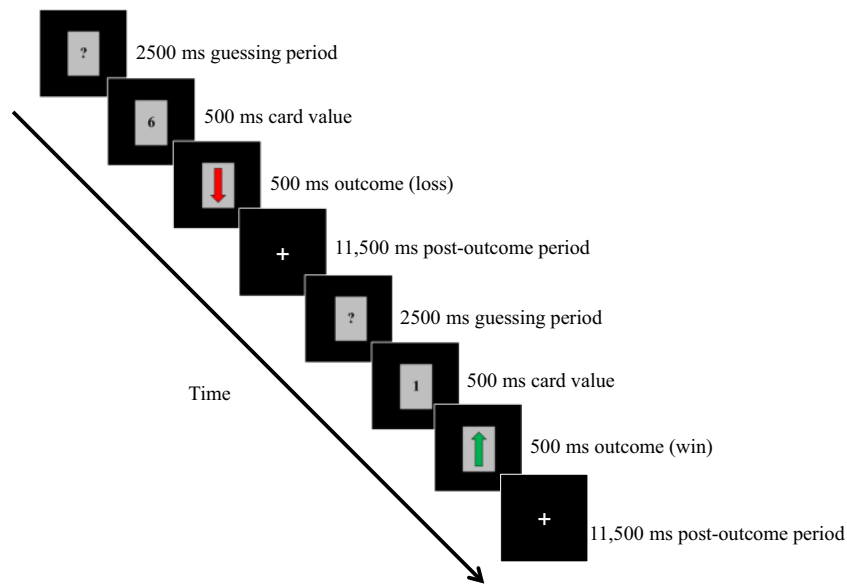 ?
2500 ms guessing period
6
500 ms card value
500 ms outcome (loss)
+
11,500 ms post-outcome period
?
2500 ms guessing period
1
500 ms card value
Time
500 ms outcome (win)
+
11,500 ms post-outcome period